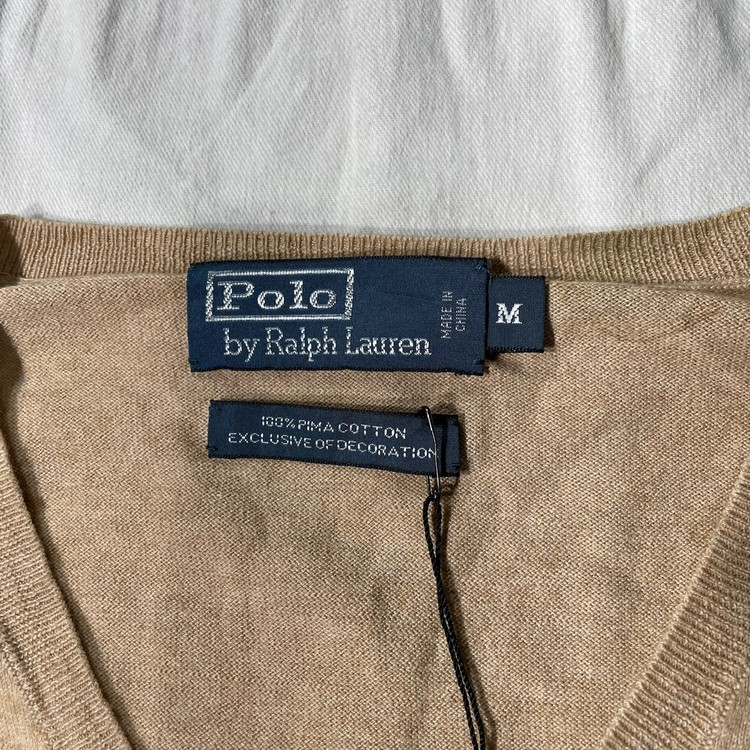 Polo
by Ralph Lauren
MADE IN
CHINA
M
100% PIMA COTTON
EXCLUSIVE OF DECORATION